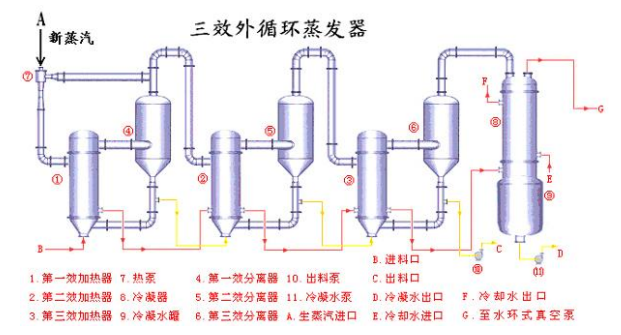 三效外循环蒸发器
A
新蒸汽
⑦
④
⑤
⑥
F
⑧
G
①
②
③
E
⑨
B
⑩
C
⑪
D
B.进料口
1.第一效加热器 7.热泵 4.第一效分离器 10.出料泵 C.出料口
2.第二效加热器 8.冷凝器 5.第二效分离器 11.冷凝水泵 D.冷凝水出口 F.冷却水出口
3.第三效加热器 9.冷凝水罐 6.第三效分离器 A.生蒸汽进口 E.冷却水进口 G.至水环式真空泵